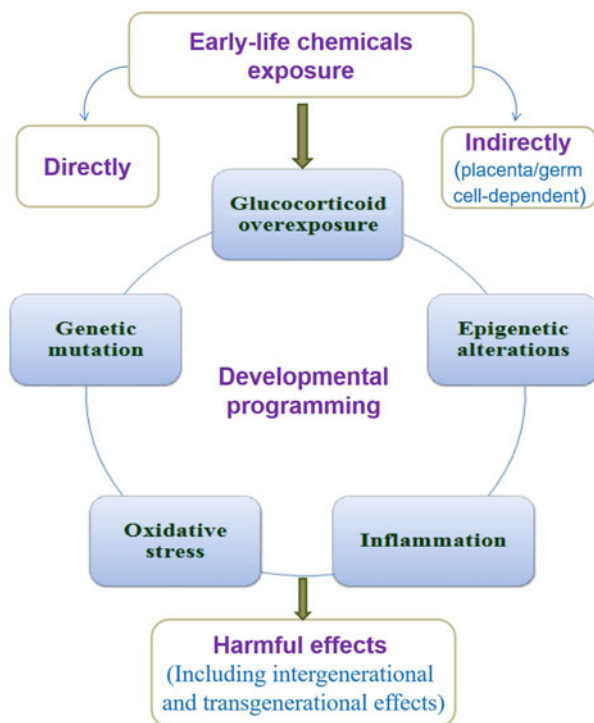 Early-life chemicals
exposure
Directly
Indirectly
(placenta/germ
cell-dependent)
Glucocorticoid
overexposure
Genetic
mutation
Epigenetic
alterations
Developmental
programming
Oxidative
stress
Inflammation
Harmful effects
(Including intergenerational
and transgenerational effects)